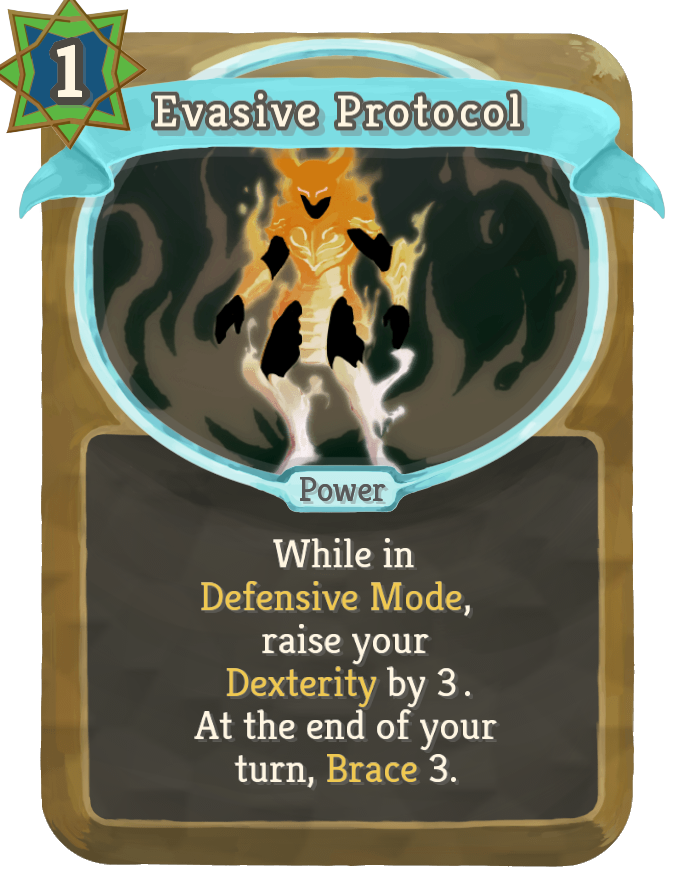 1
Evasive Protocol
Power
While in
Defensive Mode,
raise your
Dexterity by 3.
At the end of your
turn, Brace 3.